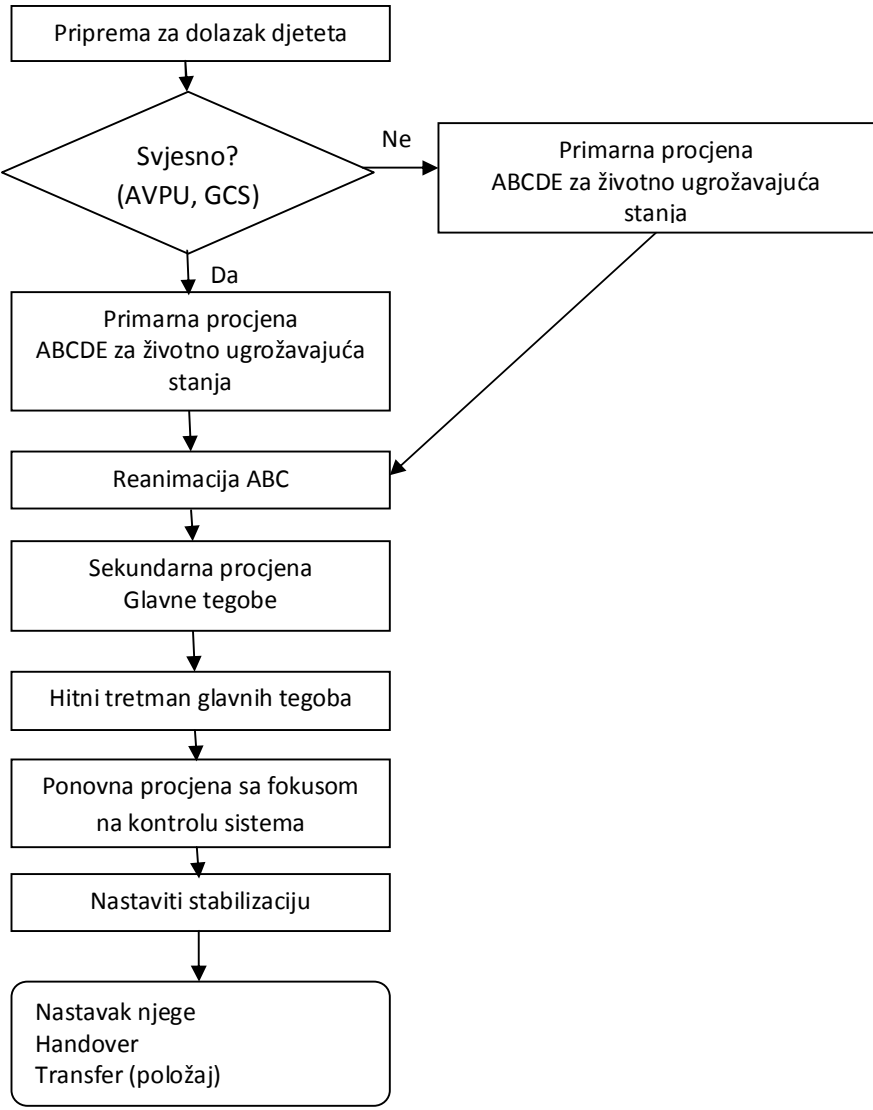 Priprema za dolazak djeteta
Svjesno?
(AVPU, GCS)
Ne
Primarna procjena
ABCDE za životno ugrožavajuća
stanja
Da
Primarna procjena
ABCDE za životno ugrožavajuća
stanja
Reanimacija ABC
Sekundarna procjena
Glavne tegobe
Hitni tretman glavnih tegoba
Ponovna procjena sa fokusom
na kontrolu sistema
Nastaviti stabilizaciju
Nastavak njege
Handover
Transfer (položaj)